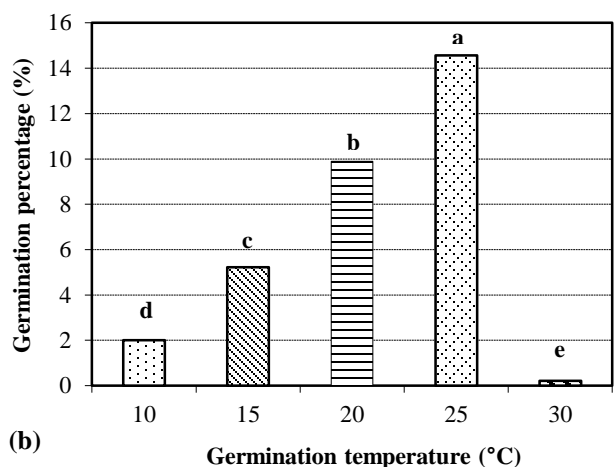 Germination percentage (%)
16
14
12
10
8
6
4
2
0
a
b
c
d
e
10 15 20 25 30
(b)
Germination temperature (°C)